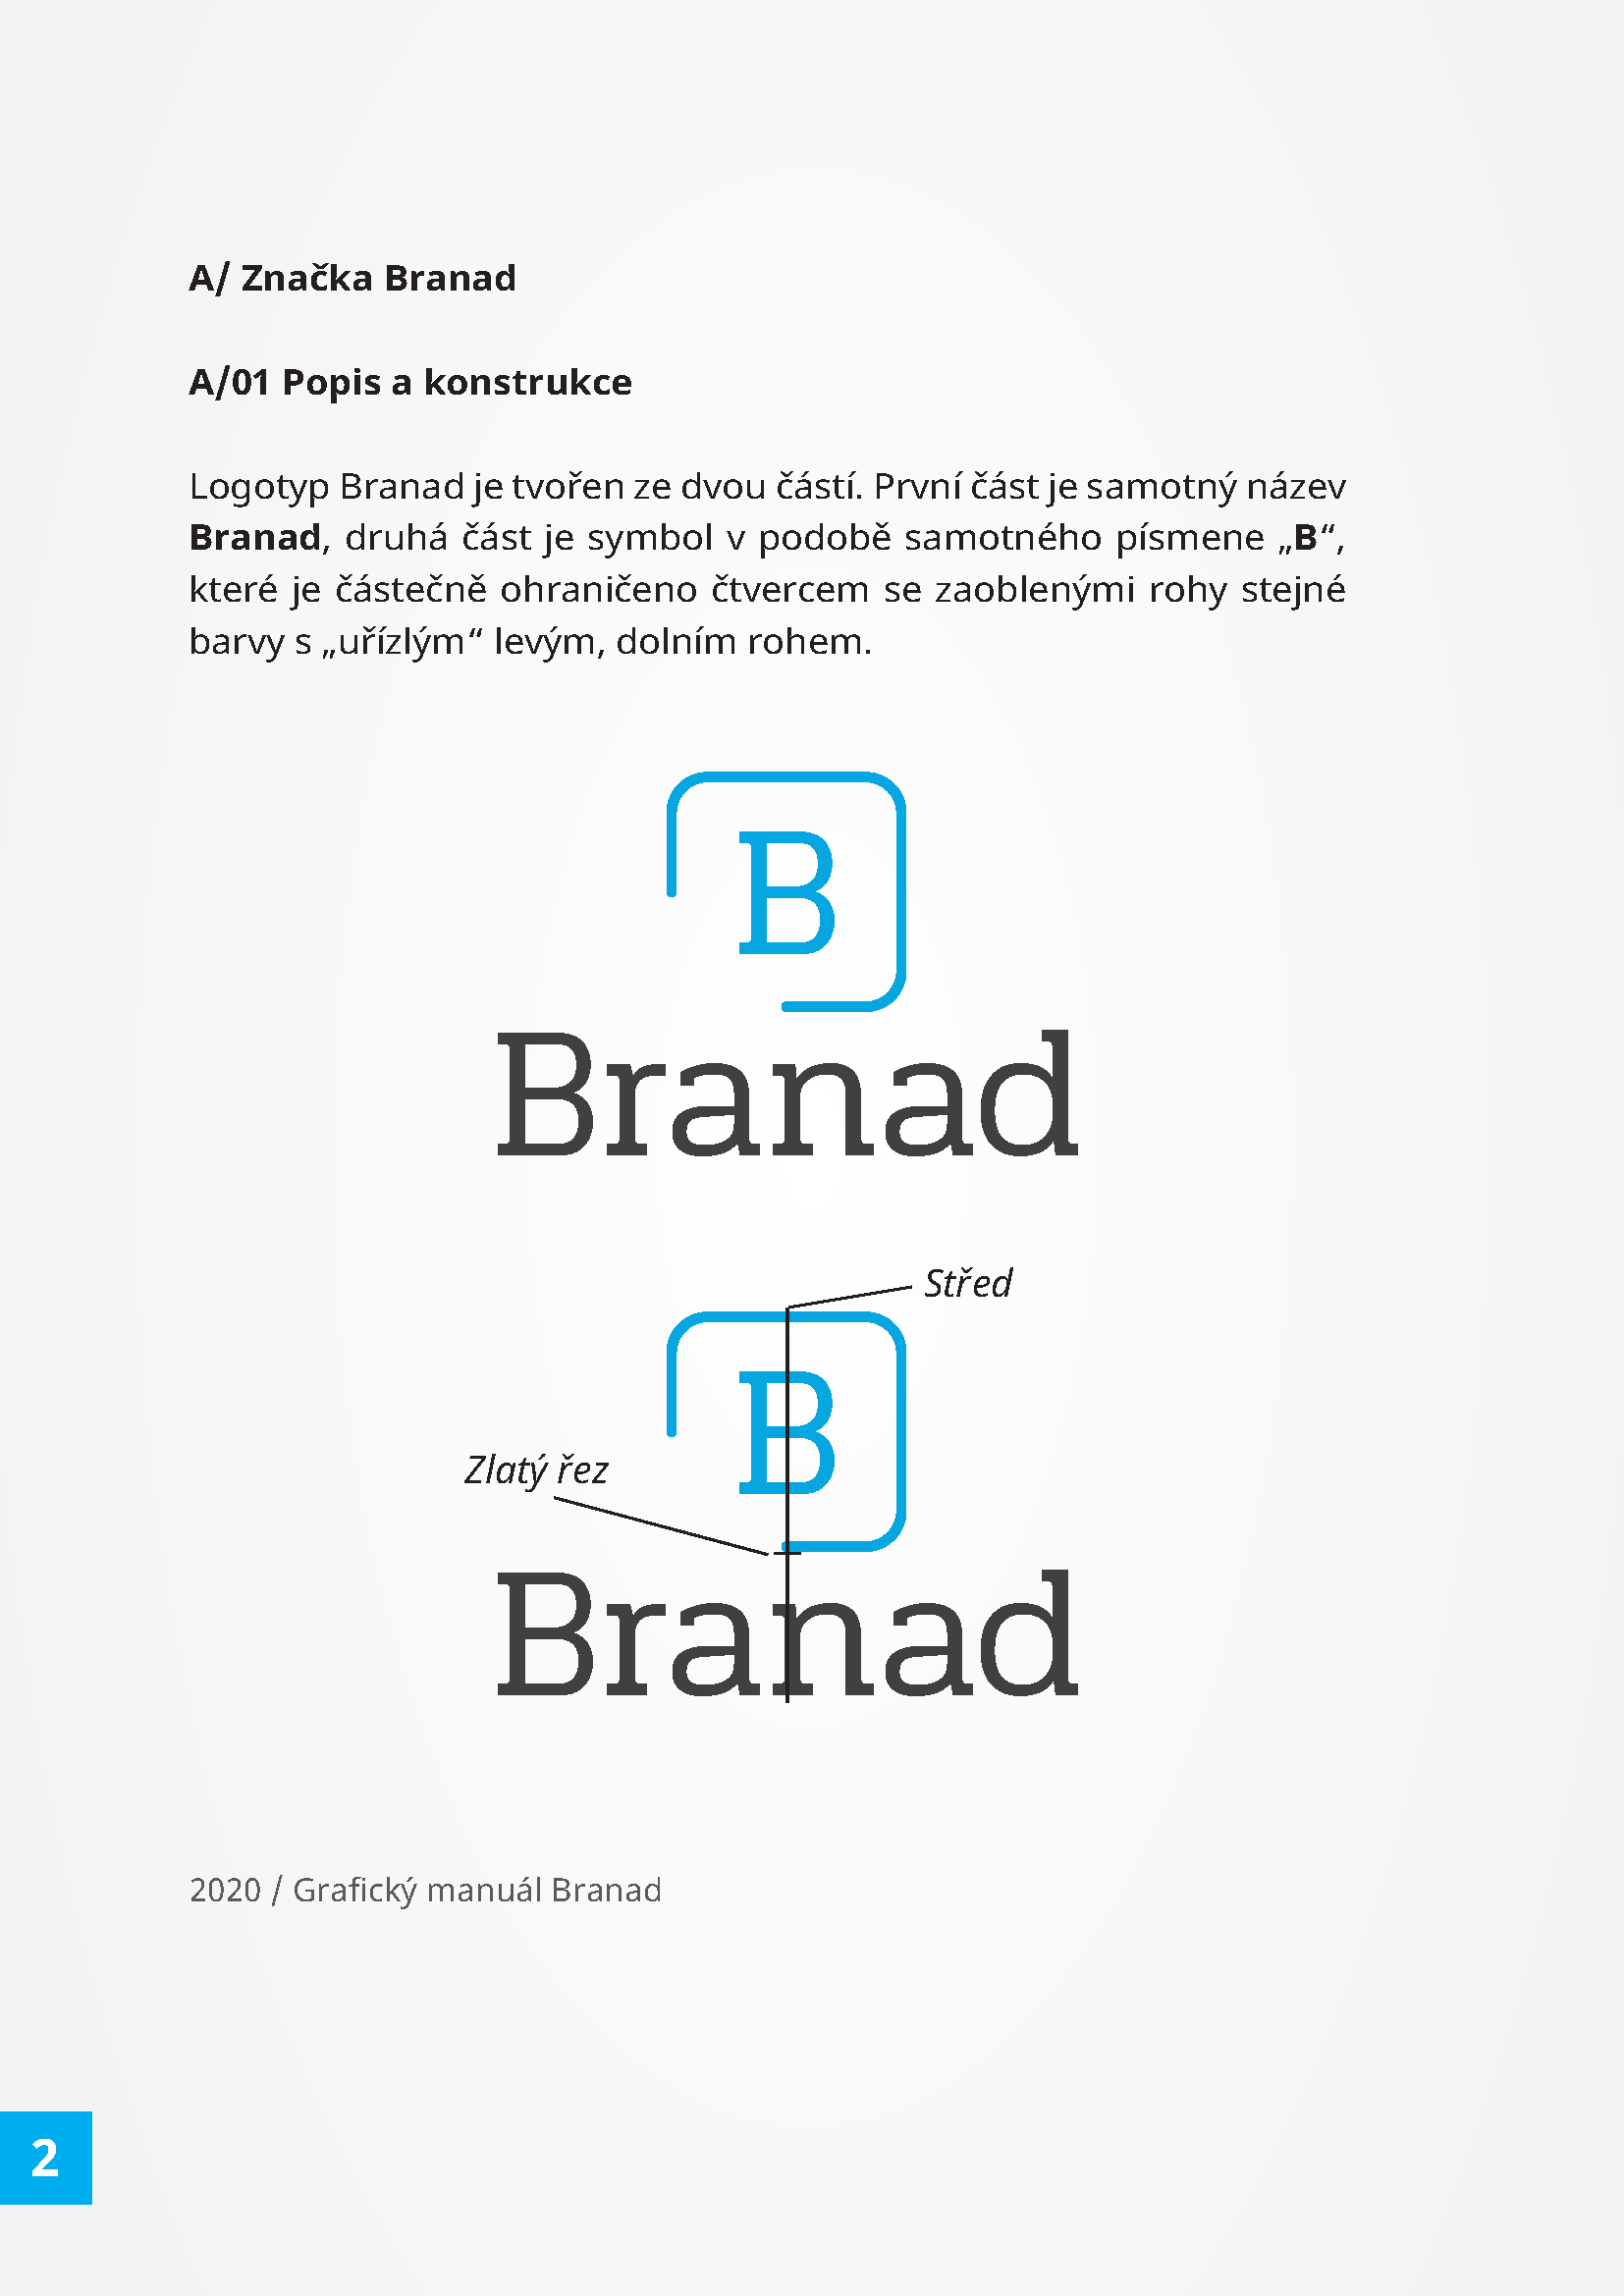 A/ Značka Branad
A/01 Popis a konstrukce
Logotyp Branad je tvořen ze dvou částí. První část je samotný název
Branad, druhá část je symbol v podobě samotného písmene „B“,
které je částečně ohraničeno čtvercem se zaoblenými rohy stejné
barvy s „uřízlým“ levým, dolním rohem.
B
Branad
Střed
B
Zlatý řez
Branad
2020 / Grafický manuál Branad
2